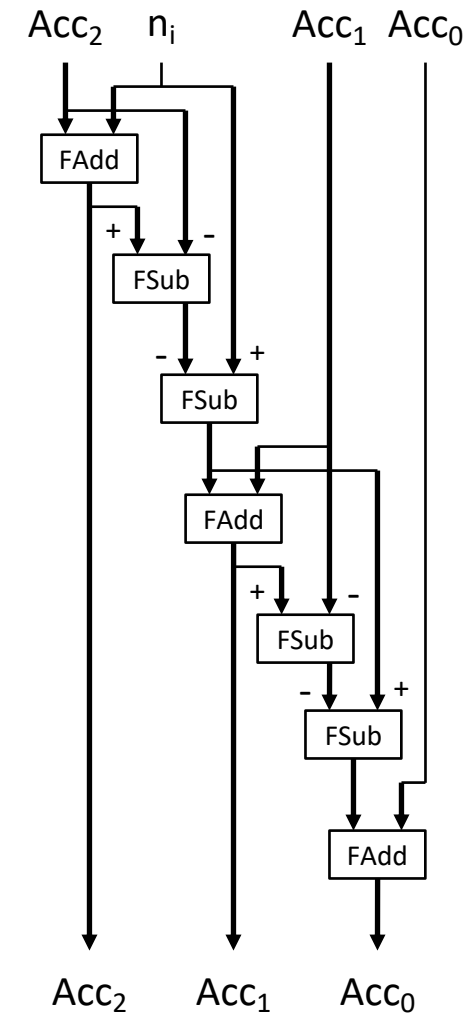 Acc₂ nᵢ Acc₁ Acc₀
FAdd
+ -
FSub
- +
FSub
FAdd
+ -
FSub
- +
FSub
FAdd
Acc₂ Acc₁ Acc₀